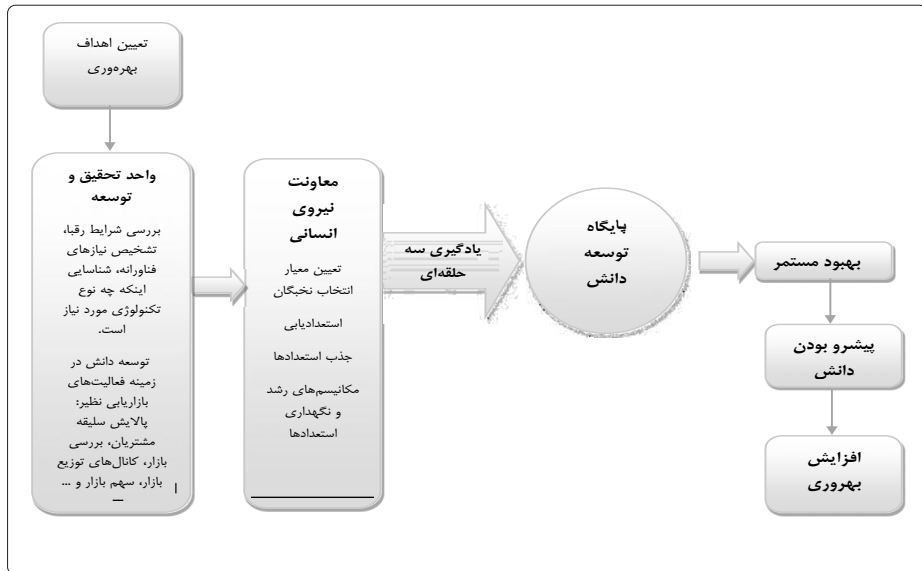 تعیین اهداف
بهره‌وری
واحد تحقیق و
توسعه
بررسی شرایط رقبا،
تشخیص نیازهای
فناورانه، شناسایی
اینکه چه نوع
تکنولوژی مورد نیاز
است.
توسعه دانش در
زمینه فعالیت‌های
بازاریابی نظیر:
پالایش سلیقه
مشتریان، بررسی
بازار، کانال‌های توزیع
بازار، سهم بازار و ...
معاونت
نیروی
انسانی
تعیین معیار
انتخاب نخبگان
استعدادیابی
جذب استعدادها
مکانیسم‌های رشد
و نگهداری
استعدادها
یادگیری سه
حلقه‌ای
پایگاه
توسعه
دانش
بهبود مستمر
پیشرو بودن
دانش
افزایش
بهروری